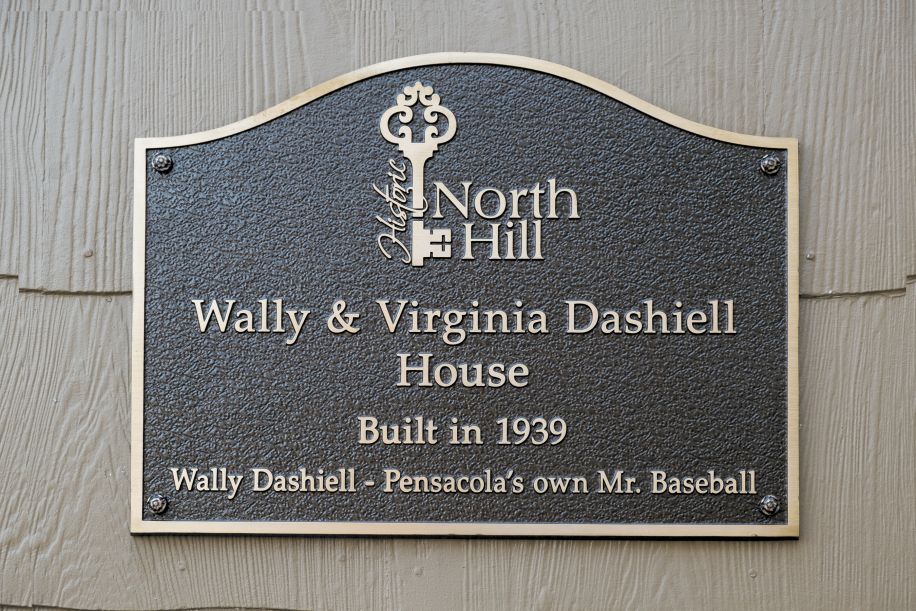 Historic
North
Hill
Wally & Virginia Dashiell
House
Built in 1939
Wally Dashiell - Pensacola's own Mr. Baseball